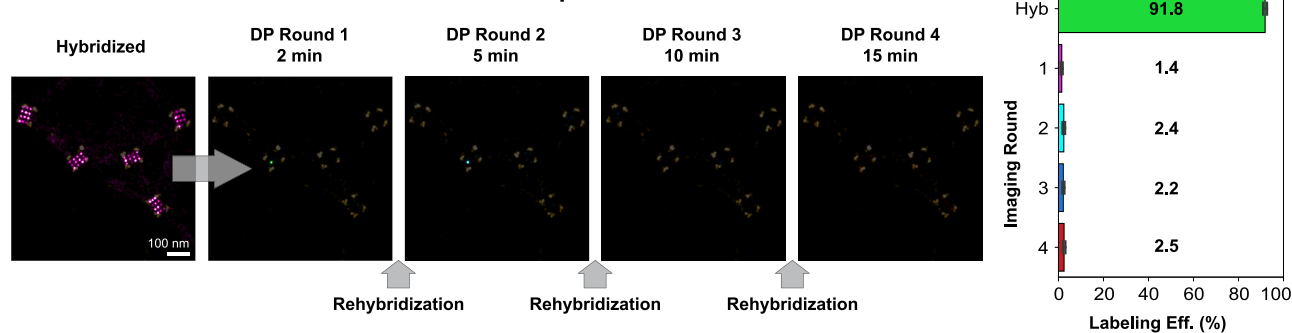 Hybridized
DP Round 1
2 min
DP Round 2
5 min
DP Round 3
10 min
DP Round 4
15 min
100 nm
Rehybridization
Rehybridization
Rehybridization
Imaging Round
Hyb
91.8
1
1.4
2
2.4
3
2.2
4
2.5
0 20 40 60 80 100
Labeling Eff. (%)